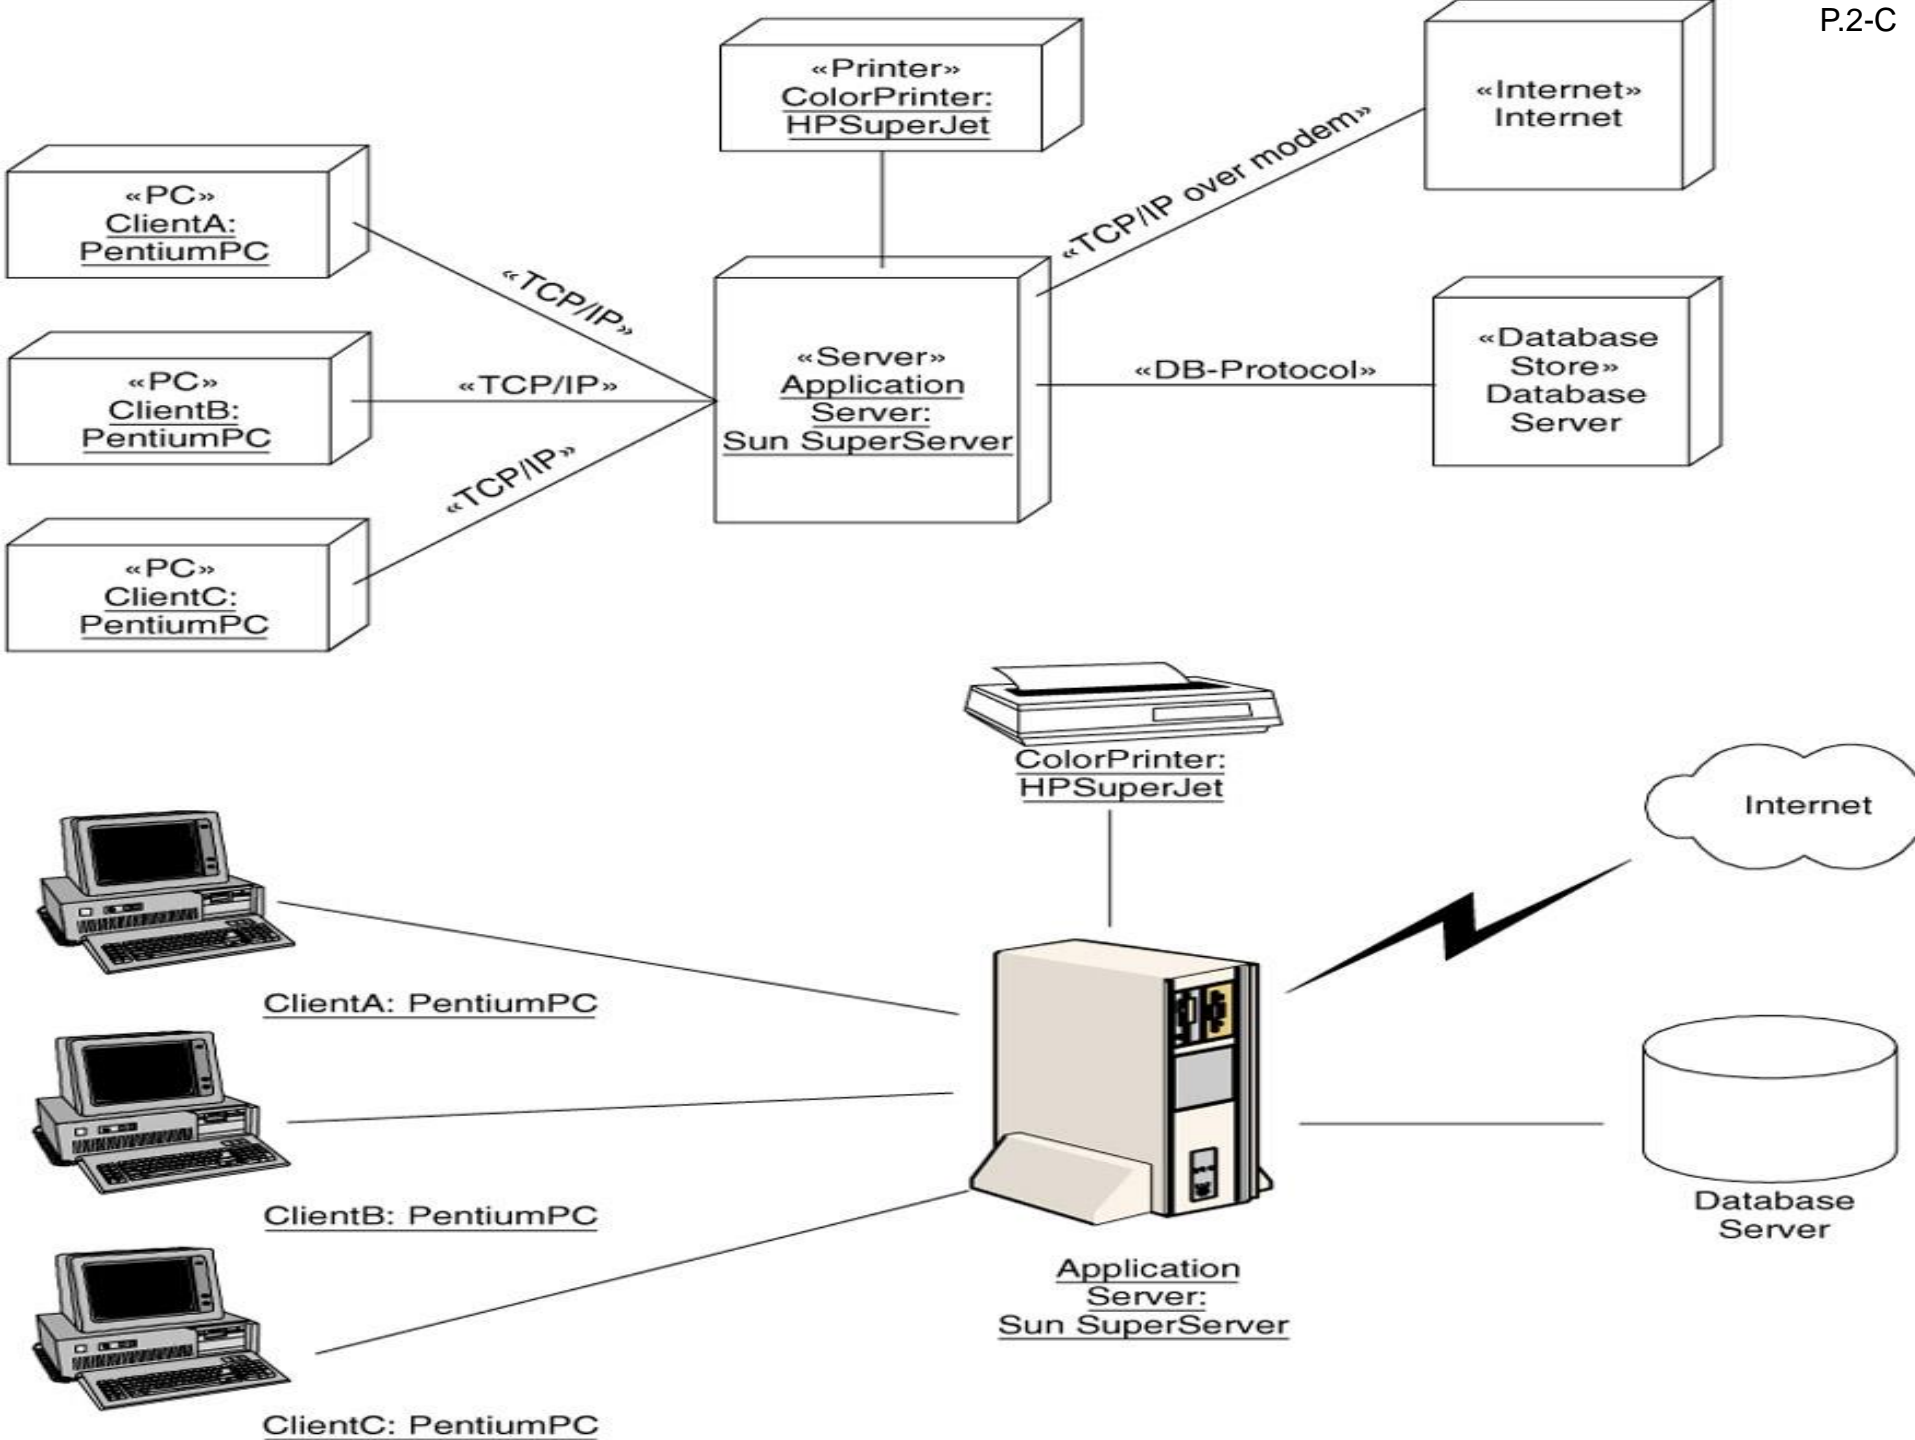 P.2-C
«Printer»
ColorPrinter:
HPSuperJet
«Internet»
Internet
«TCP/IP over modem»
«PC»
ClientA:
PentiumPC
«TCP/IP»
«PC»
ClientB:
PentiumPC
«TCP/IP»
«Server»
Application
Server:
Sun SuperServer
«DB-Protocol»
«Database
Store»
Database
Server
«TCP/IP»
«PC»
ClientC:
PentiumPC
ColorPrinter:
HPSuperJet
Internet
ClientA: PentiumPC
ClientB: PentiumPC
Database
Server
Application
Server:
Sun SuperServer
ClientC: PentiumPC